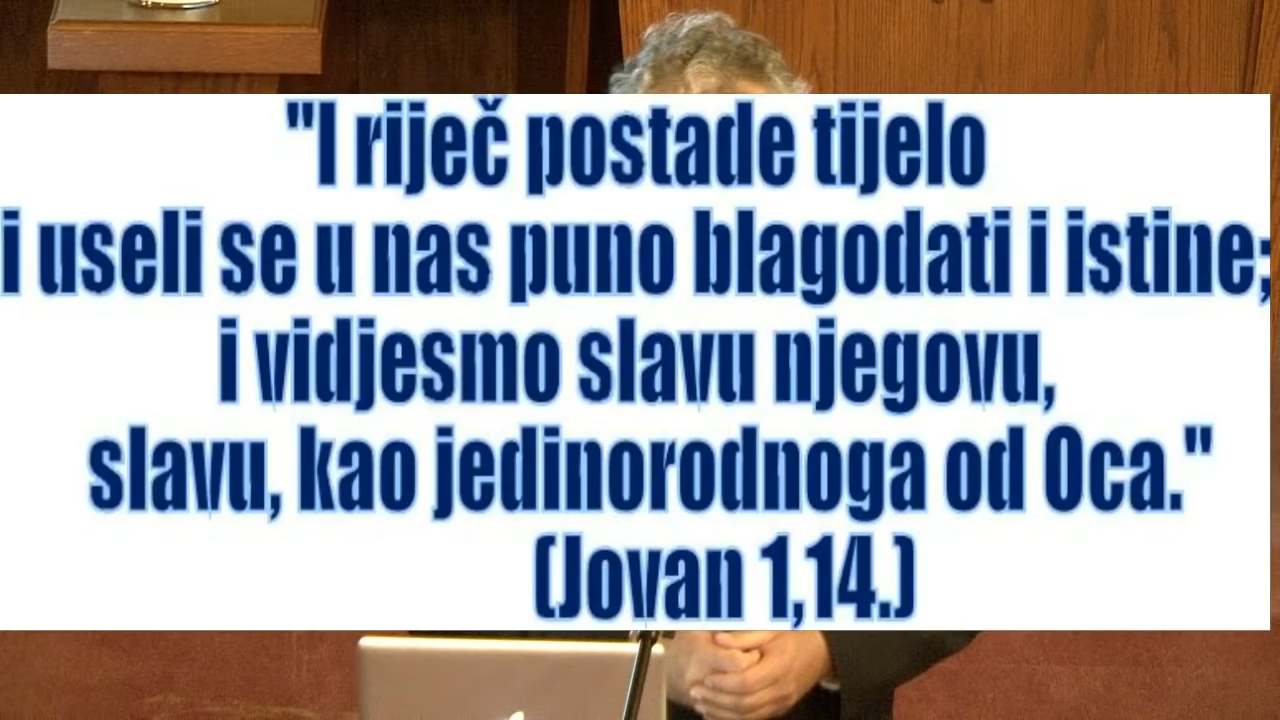 "I riječ postade tijelo
i useli se u nas puno blagodati i istine;
i vidjesmo slavu njegovu,
slavu, kao jedinorodnoga od Oca."
(Jovan 1,14.)